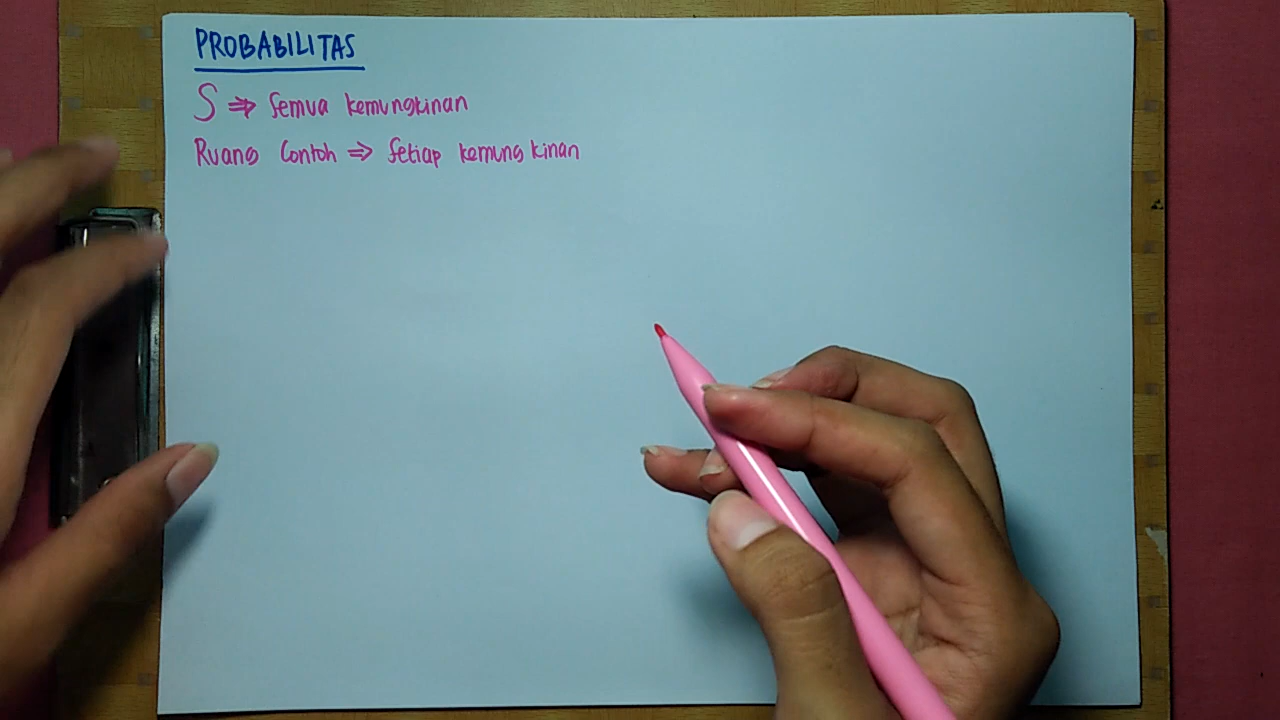 PROBABILITAS
S ⇒ Semua kemungkinan
Ruang Contoh ⇒ Setiap kemungkinan